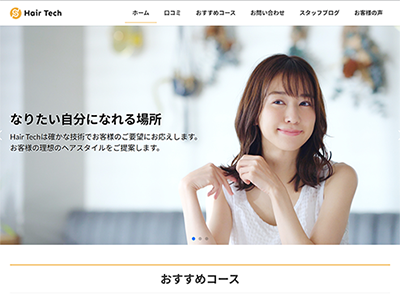 Hair Tech
ホーム 口コミ おすすめコース お問い合わせ スタッフブログ お客様の声
なりたい自分になれる場所
Hair Techは確かな技術でお客様のご要望にお応えします。
お客様の理想のヘアスタイルをご提案します。
おすすめコース